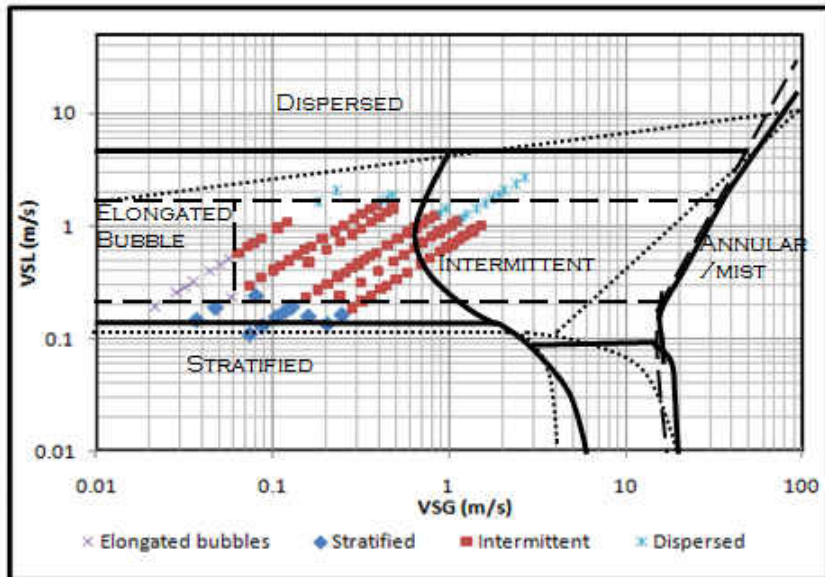 10
DISPERSED
ELONGATED
BUBBLE
1
VSL (m/s)
INTERMITTENT
ANNULAR
/MIST
0.1
STRATIFIED
0.01
0.01
0.1
1
10
100
VSG (m/s)
Elongated bubbles
Stratified
Intermittent
Dispersed